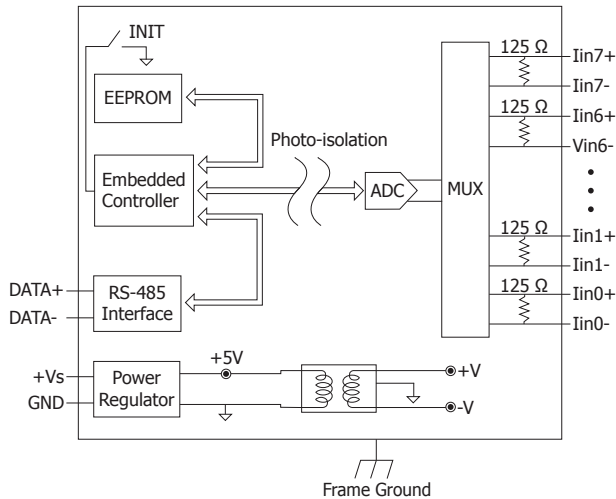 INIT
EEPROM
Embedded
Controller
Photo-isolation
ADC
MUX
125 Ω
Iin7+
Iin7-
125 Ω
Iin6+
Vin6-
125 Ω
Iin1+
Iin1-
125 Ω
Iin0+
Iin0-
DATA+
DATA-
RS-485
Interface
+Vs
GND
Power
Regulator
+5V
+V
-V
Frame Ground